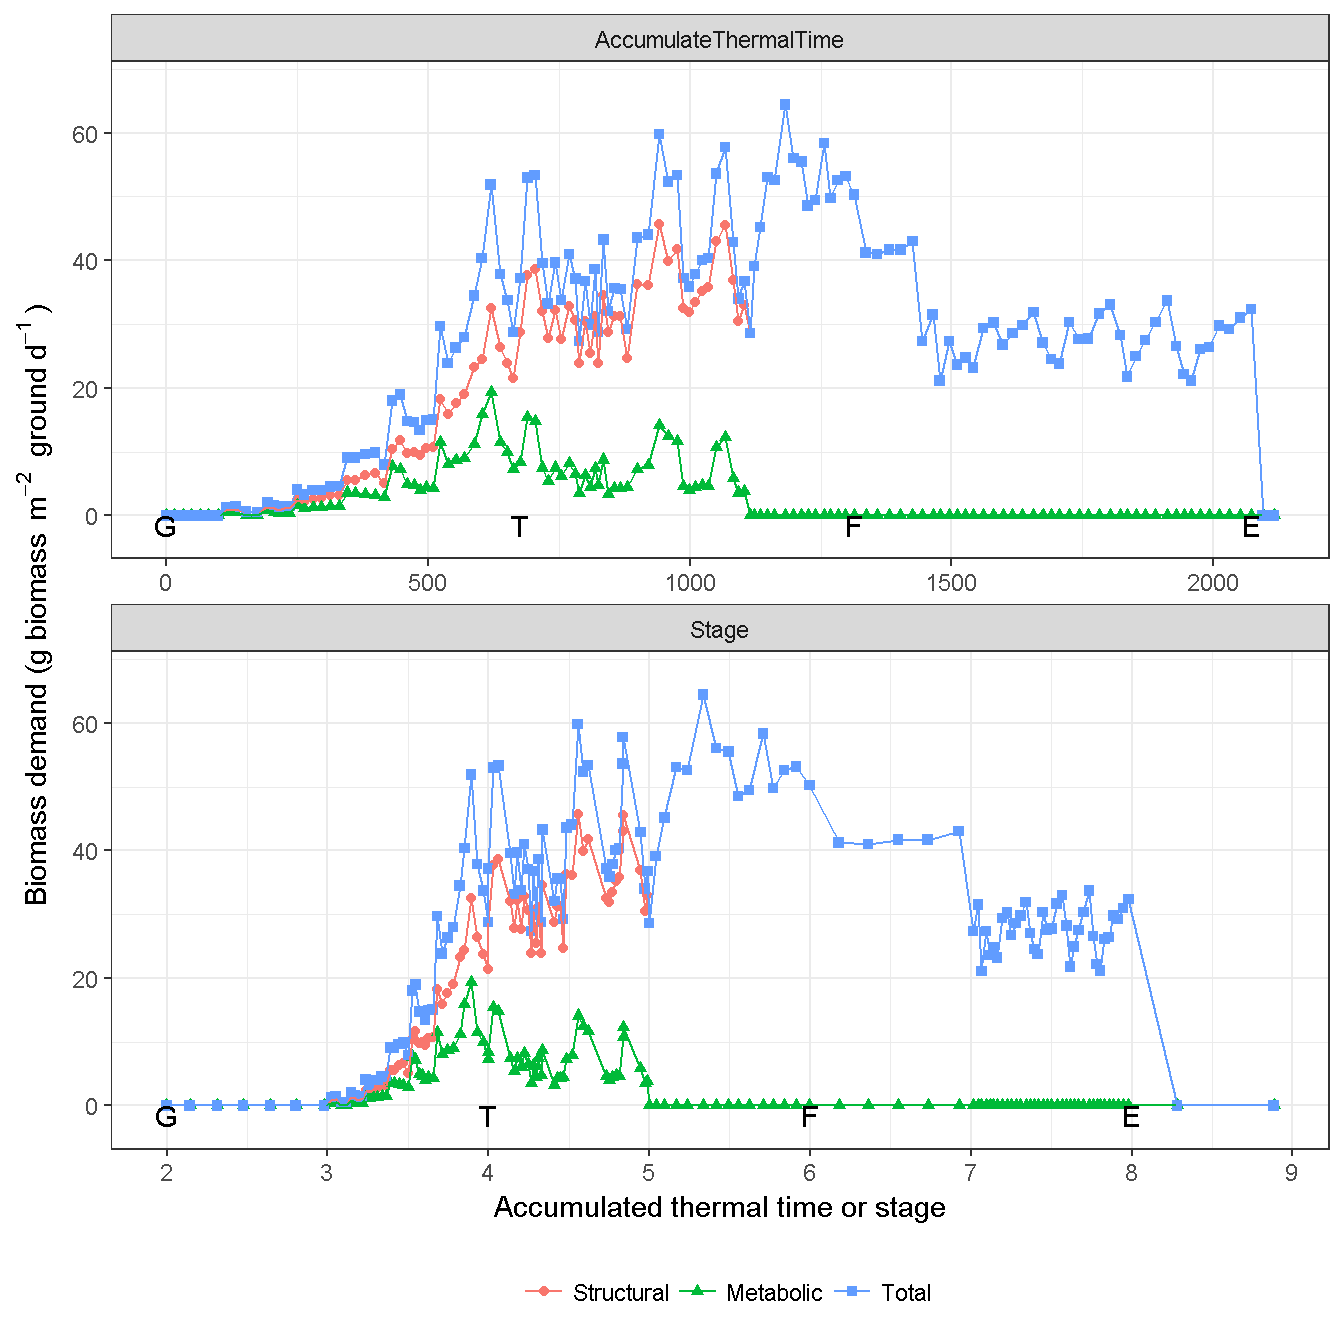 AccumulateThermalTime
60
40
20
0
G T F E
0 500 1000 1500 2000
Stage
60
40
20
0
G T F E
2 3 4 5 6 7 8 9
Biomass demand (g biomass m⁻² ground d⁻¹)
Accumulated thermal time or stage
Structural Metabolic Total